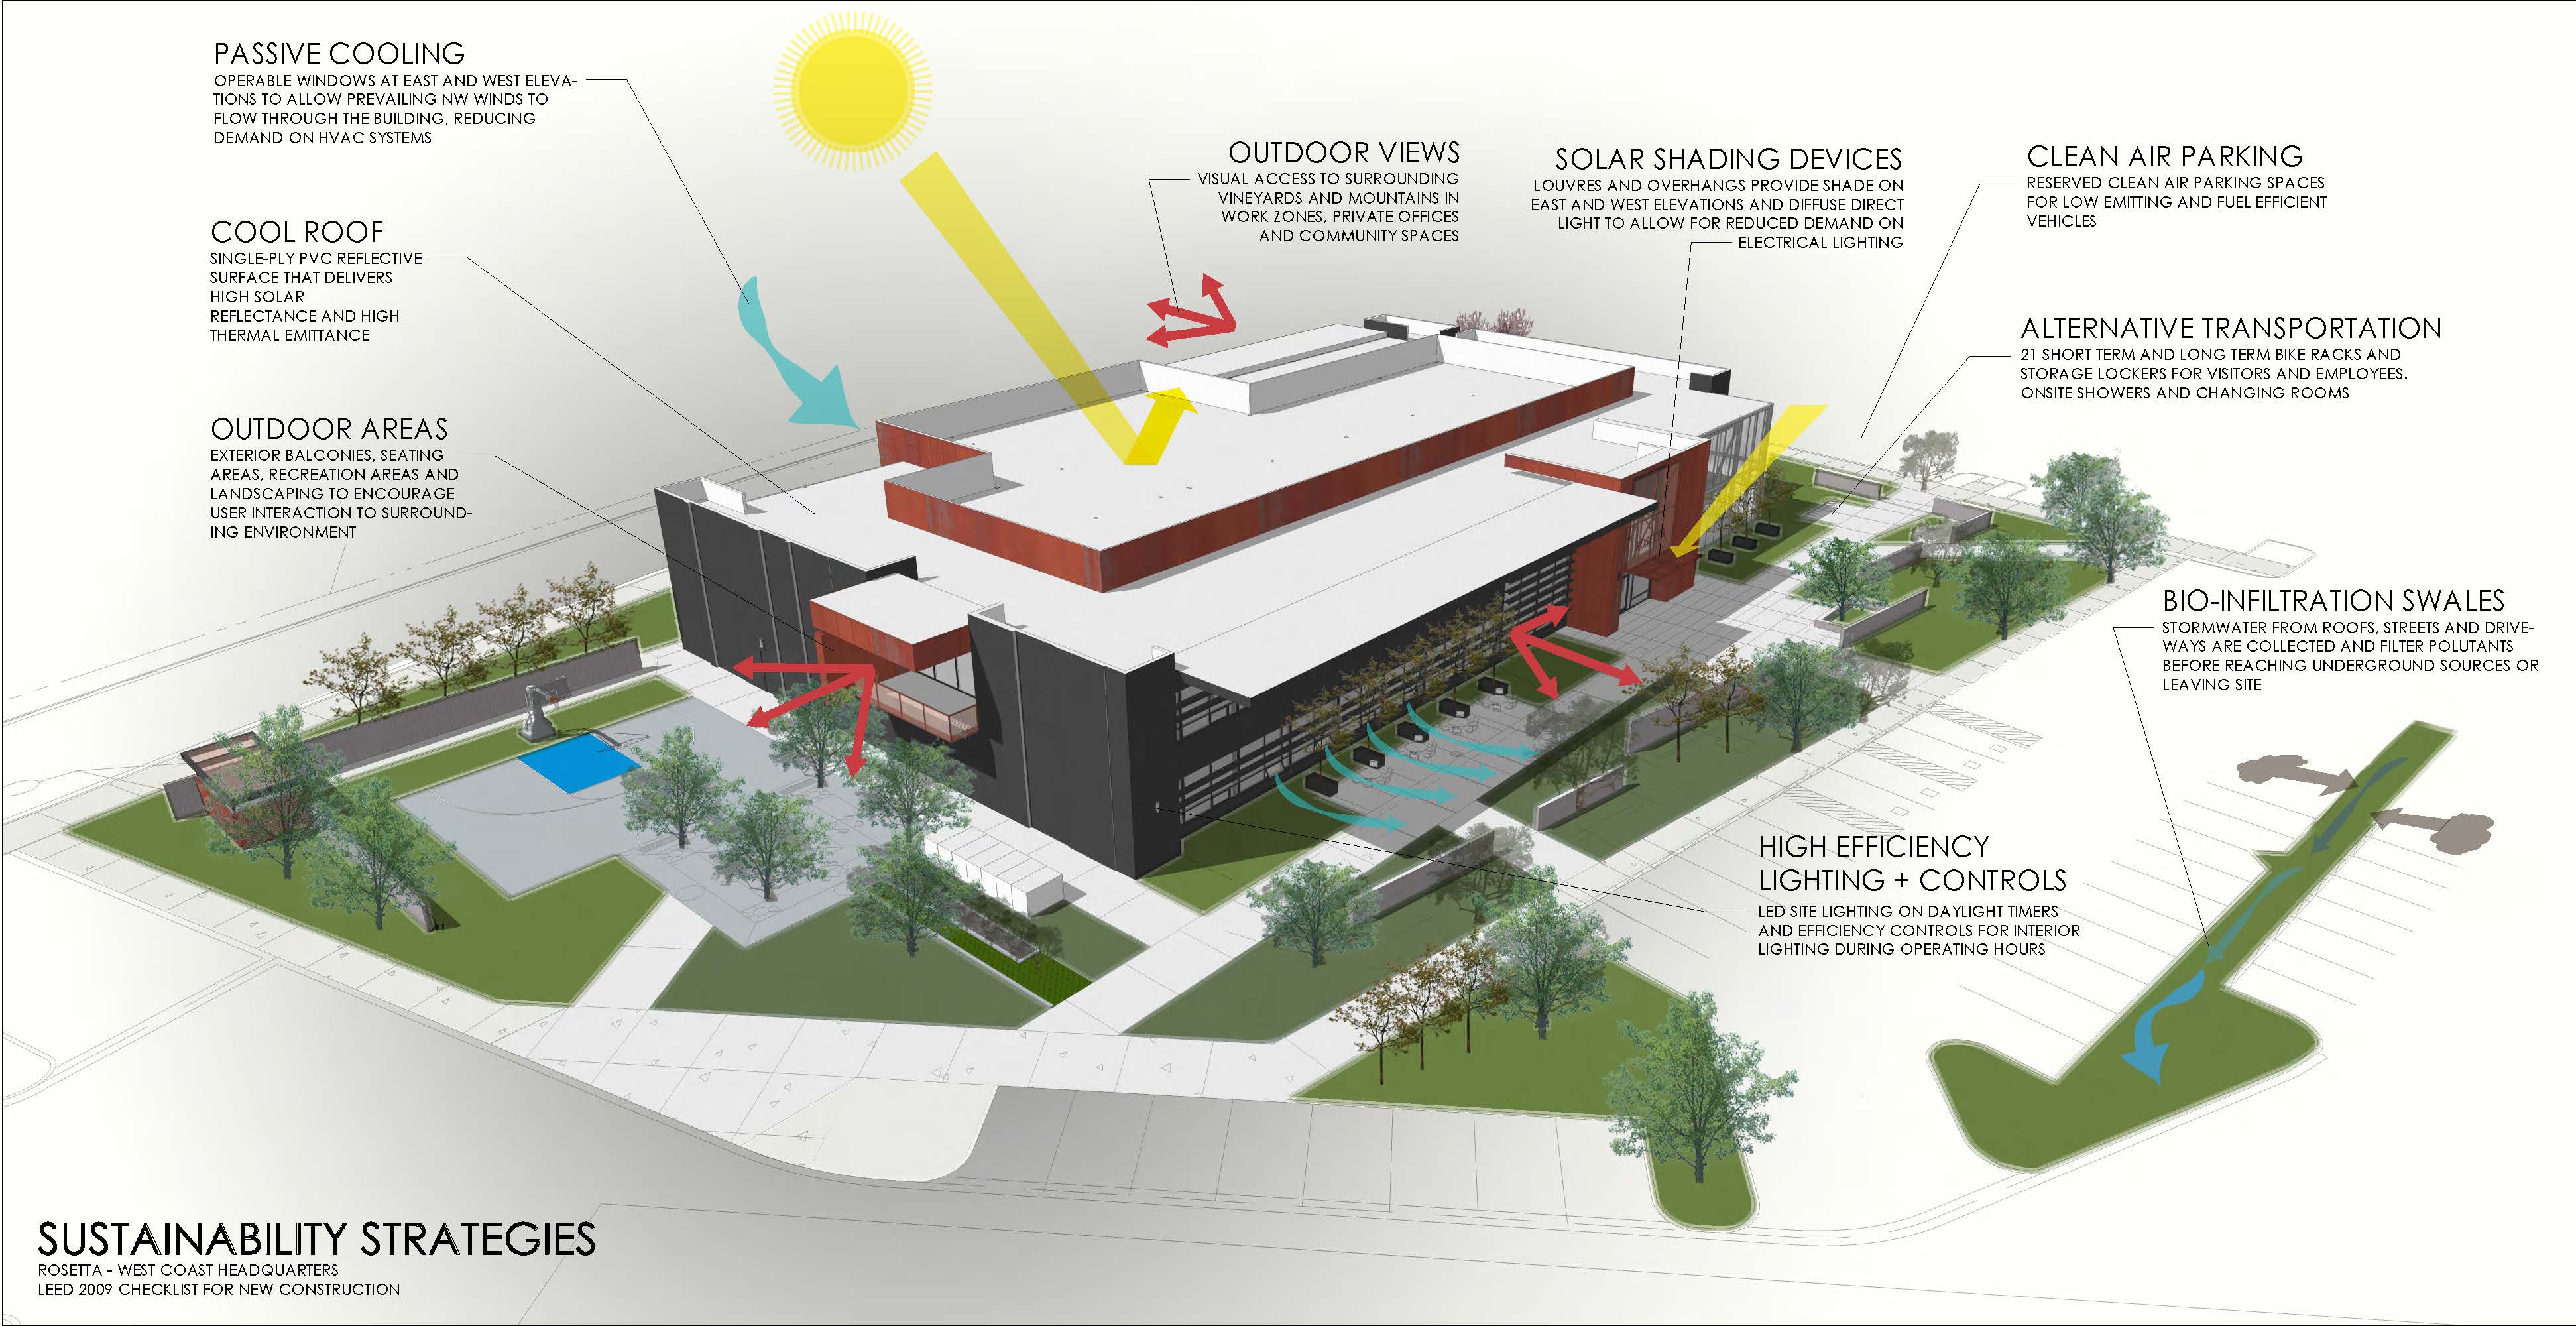 PASSIVE COOLING
OPERABLE WINDOWS AT EAST AND WEST ELEVA-
TIONS TO ALLOW PREVAILING NW WINDS TO
FLOW THROUGH THE BUILDING, REDUCING
DEMAND ON HVAC SYSTEMS
COOL ROOF
SINGLE-PLY PVC REFLECTIVE
SURFACE THAT DELIVERS
HIGH SOLAR
REFLECTANCE AND HIGH
THERMAL EMITTANCE
OUTDOOR AREAS
EXTERIOR BALCONIES, SEATING
AREAS, RECREATION AREAS AND
LANDSCAPING TO ENCOURAGE
USER INTERACTION TO SURROUND-
ING ENVIRONMENT
OUTDOOR VIEWS
VISUAL ACCESS TO SURROUNDING
VINEYARDS AND MOUNTAINS IN
WORK ZONES, PRIVATE OFFICES
AND COMMUNITY SPACES
SOLAR SHADING DEVICES
LOUVRES AND OVERHANGS PROVIDE SHADE ON
EAST AND WEST ELEVATIONS AND DIFFUSE DIRECT
LIGHT TO ALLOW FOR REDUCED DEMAND ON
ELECTRICAL LIGHTING
CLEAN AIR PARKING
RESERVED CLEAN AIR PARKING SPACES
FOR LOW EMITTING AND FUEL EFFICIENT
VEHICLES
ALTERNATIVE TRANSPORTATION
21 SHORT TERM AND LONG TERM BIKE RACKS AND
STORAGE LOCKERS FOR VISITORS AND EMPLOYEES.
ONSITE SHOWERS AND CHANGING ROOMS
BIO-INFILTRATION SWALES
STORMWATER FROM ROOFS, STREETS AND DRIVE-
WAYS ARE COLLECTED AND FILTER POLUTANTS
BEFORE REACHING UNDERGROUND SOURCES OR
LEAVING SITE
HIGH EFFICIENCY
LIGHTING + CONTROLS
LED SITE LIGHTING ON DAYLIGHT TIMERS
AND EFFICIENCY CONTROLS FOR INTERIOR
LIGHTING DURING OPERATING HOURS
SUSTAINABILITY STRATEGIES
ROSETTA - WEST COAST HEADQUARTERS
LEED 2009 CHECKLIST FOR NEW CONSTRUCTION